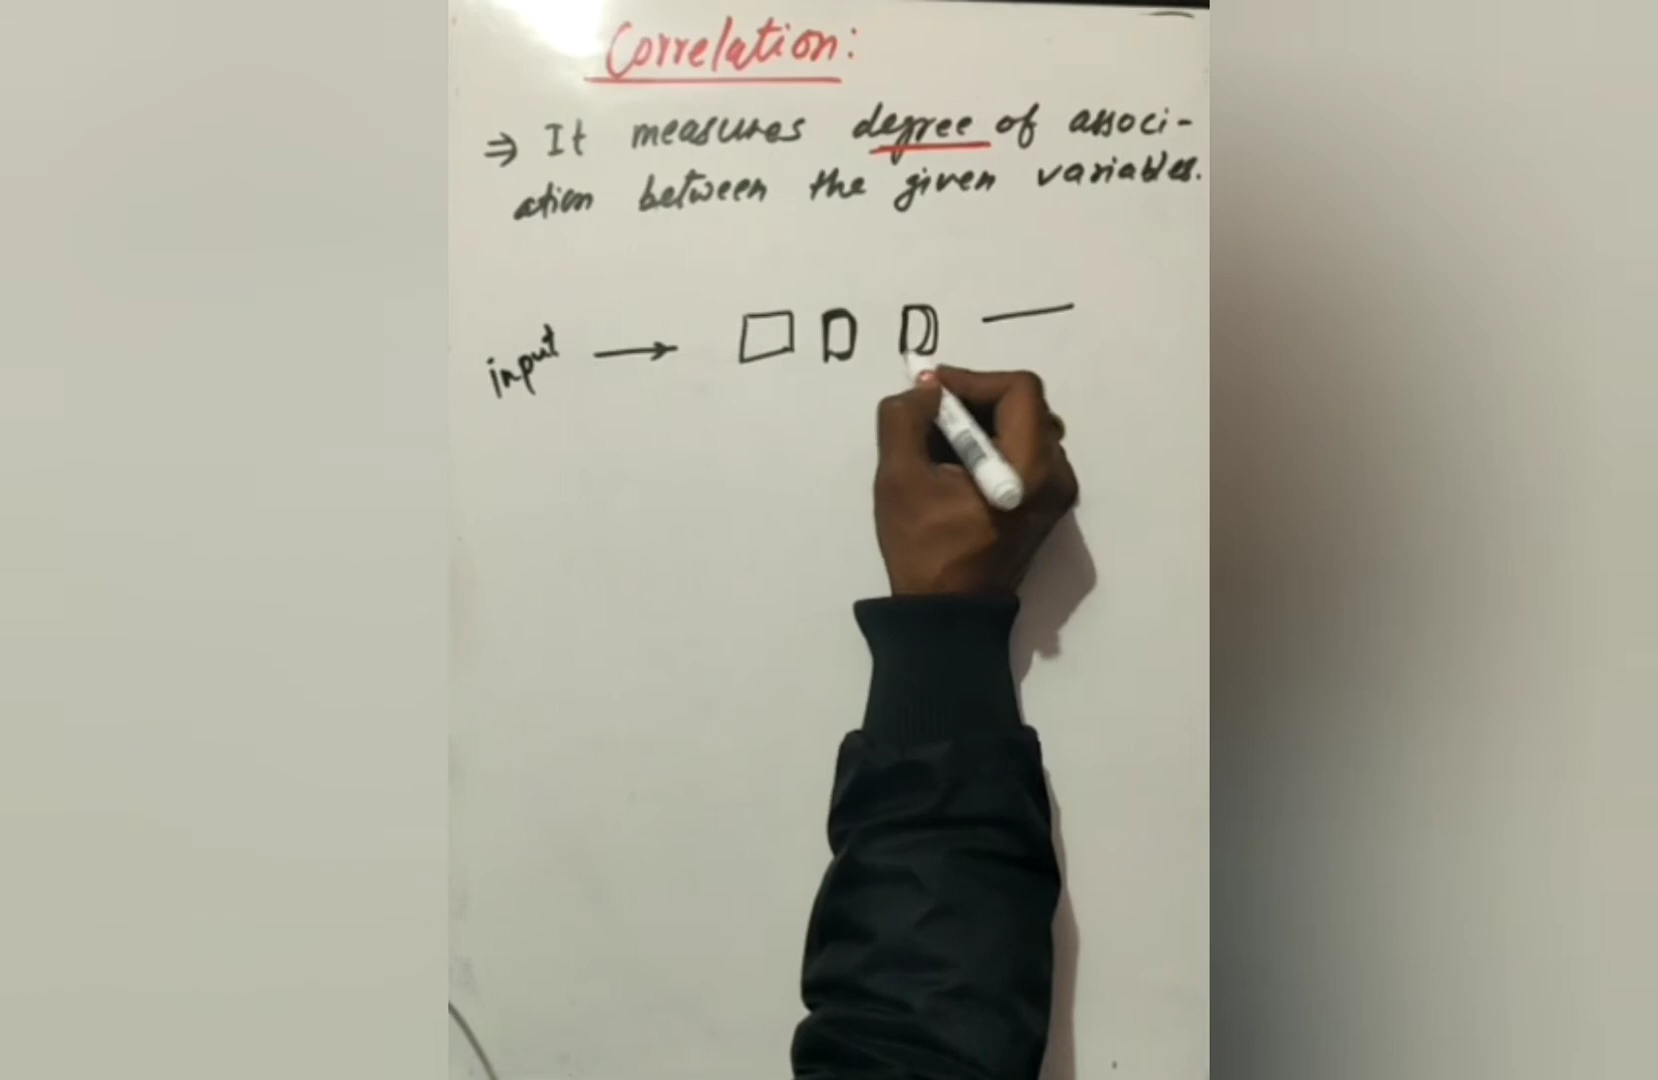 Correlation:
⇒ It measures degree of associ-
ation between the given variables.
input →